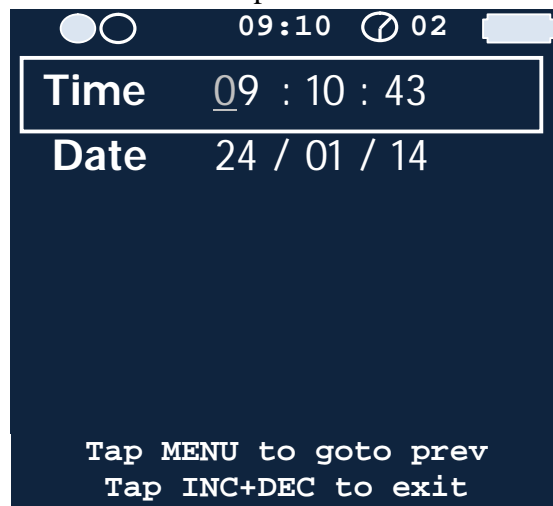 09:10 02
Time 09 : 10 : 43
Date 24 / 01 / 14
Tap MENU to goto prev
Tap INC+DEC to exit